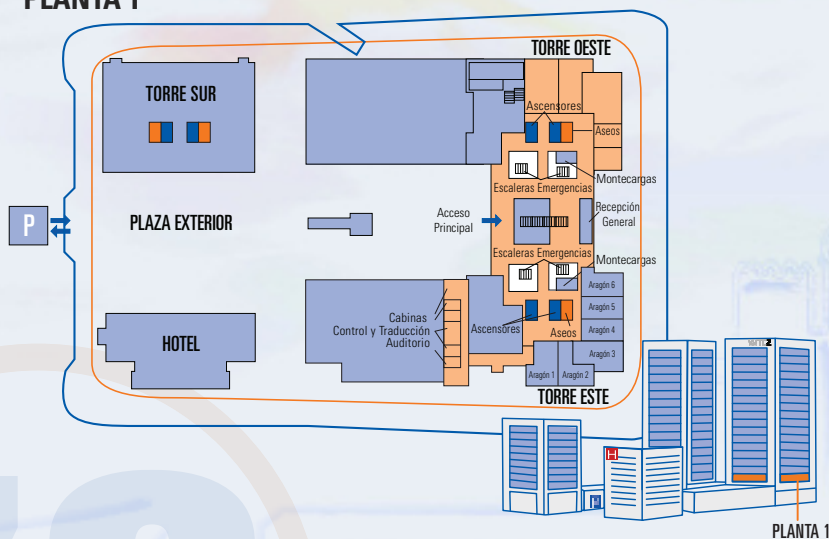 PLANTA 1
TORRE OESTE
TORRE SUR
Ascensores
Aseos
Montecargas
Escaleras Emergencias
P
PLAZA EXTERIOR
Acceso
Principal
Recepción
General
Escaleras Emergencias
Montecargas
Aragón 6
Aragón 5
Aragón 4
Aragón 3
Cabinas
Control y Traducción
Auditorio
Ascensores
Aseos
HOTEL
Aragón 1
Aragón 2
TORRE ESTE
H
P
PLANTA 1